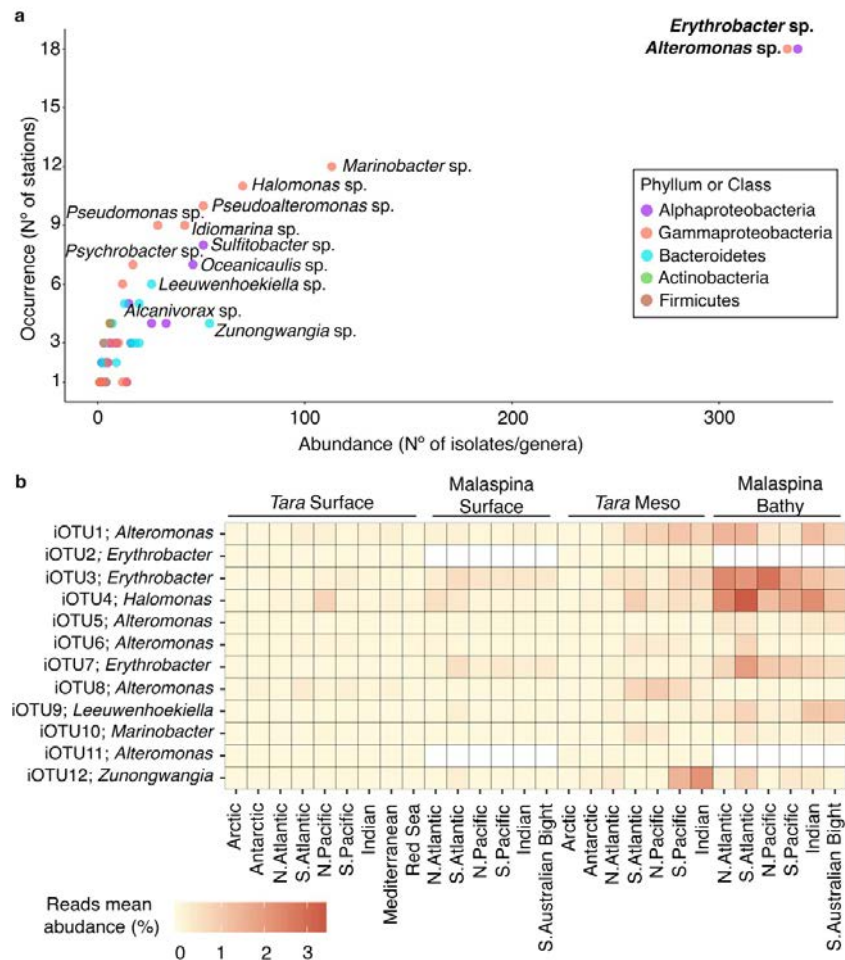 a
Erythrobacter sp.
Alteromonas sp.
18
15
12
9
6
3
1
Occurrence (Nº of stations)
Marinobacter sp.
Halomonas sp.
Pseudoalteromonas sp.
Pseudomonas sp.
Idiomarina sp.
Sulfitobacter sp.
Psychrobacter sp.
Oceanicaulis sp.
Leeuwenhoekiella sp.
Alcanivorax sp.
Zunongwangia sp.
Phyllum or Class
Alphaproteobacteria
Gammaproteobacteria
Bacteroidetes
Actinobacteria
Firmicutes
0 100 200 300
Abundance (Nº of isolates/genera)
b
Tara Surface
Malaspina
Surface
Tara Meso
Malaspina
Bathy
iOTU1; Alteromonas
iOTU2; Erythrobacter
iOTU3; Erythrobacter
iOTU4; Halomonas
iOTU5; Alteromonas
iOTU6; Alteromonas
iOTU7; Erythrobacter
iOTU8; Alteromonas
iOTU9; Leeuwenhoekiella
iOTU10; Marinobacter
iOTU11; Alteromonas
iOTU12; Zunongwangia
Arctic
Antarctic
N.Atlantic
S.Atlantic
N.Pacific
S.Pacific
Indian
Mediterranean
Red Sea
N.Atlantic
S.Atlantic
N.Pacific
S.Pacific
Indian
S.Australian Bight
Arctic
Antarctic
N.Atlantic
S.Atlantic
N.Pacific
S.Pacific
Indian
N.Atlantic
S.Atlantic
N.Pacific
S.Pacific
Indian
S.Australian Bight
Reads mean
abudance (%)
0 1 2 3